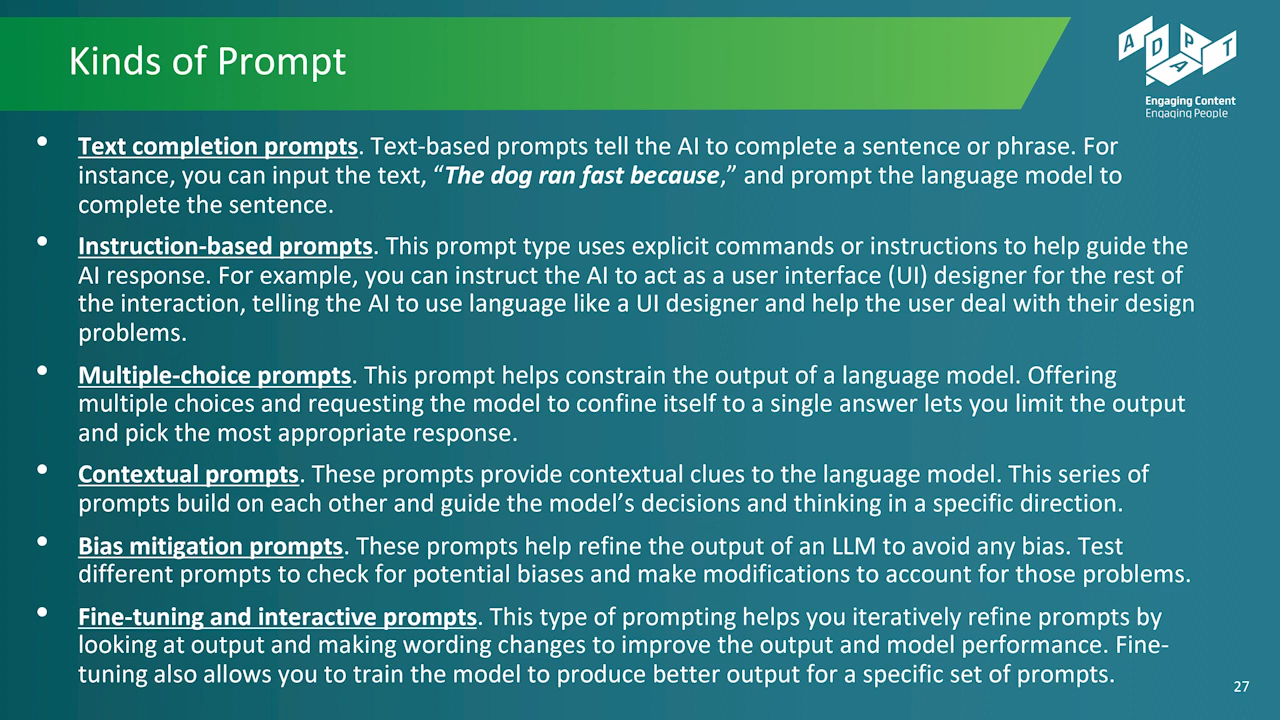 Kinds of Prompt
ADAPT
Engaging Content
Engaging People
• Text completion prompts. Text-based prompts tell the AI to complete a sentence or phrase. For
instance, you can input the text, “The dog ran fast because,” and prompt the language model to
complete the sentence.
• Instruction-based prompts. This prompt type uses explicit commands or instructions to help guide the
AI response. For example, you can instruct the AI to act as a user interface (UI) designer for the rest of
the interaction, telling the AI to use language like a UI designer and help the user deal with their design
problems.
• Multiple-choice prompts. This prompt helps constrain the output of a language model. Offering
multiple choices and requesting the model to confine itself to a single answer lets you limit the output
and pick the most appropriate response.
• Contextual prompts. These prompts provide contextual clues to the language model. This series of
prompts build on each other and guide the model’s decisions and thinking in a specific direction.
• Bias mitigation prompts. These prompts help refine the output of an LLM to avoid any bias. Test
different prompts to check for potential biases and make modifications to account for those problems.
• Fine-tuning and interactive prompts. This type of prompting helps you iteratively refine prompts by
looking at output and making wording changes to improve the output and model performance. Fine-
tuning also allows you to train the model to produce better output for a specific set of prompts.
27